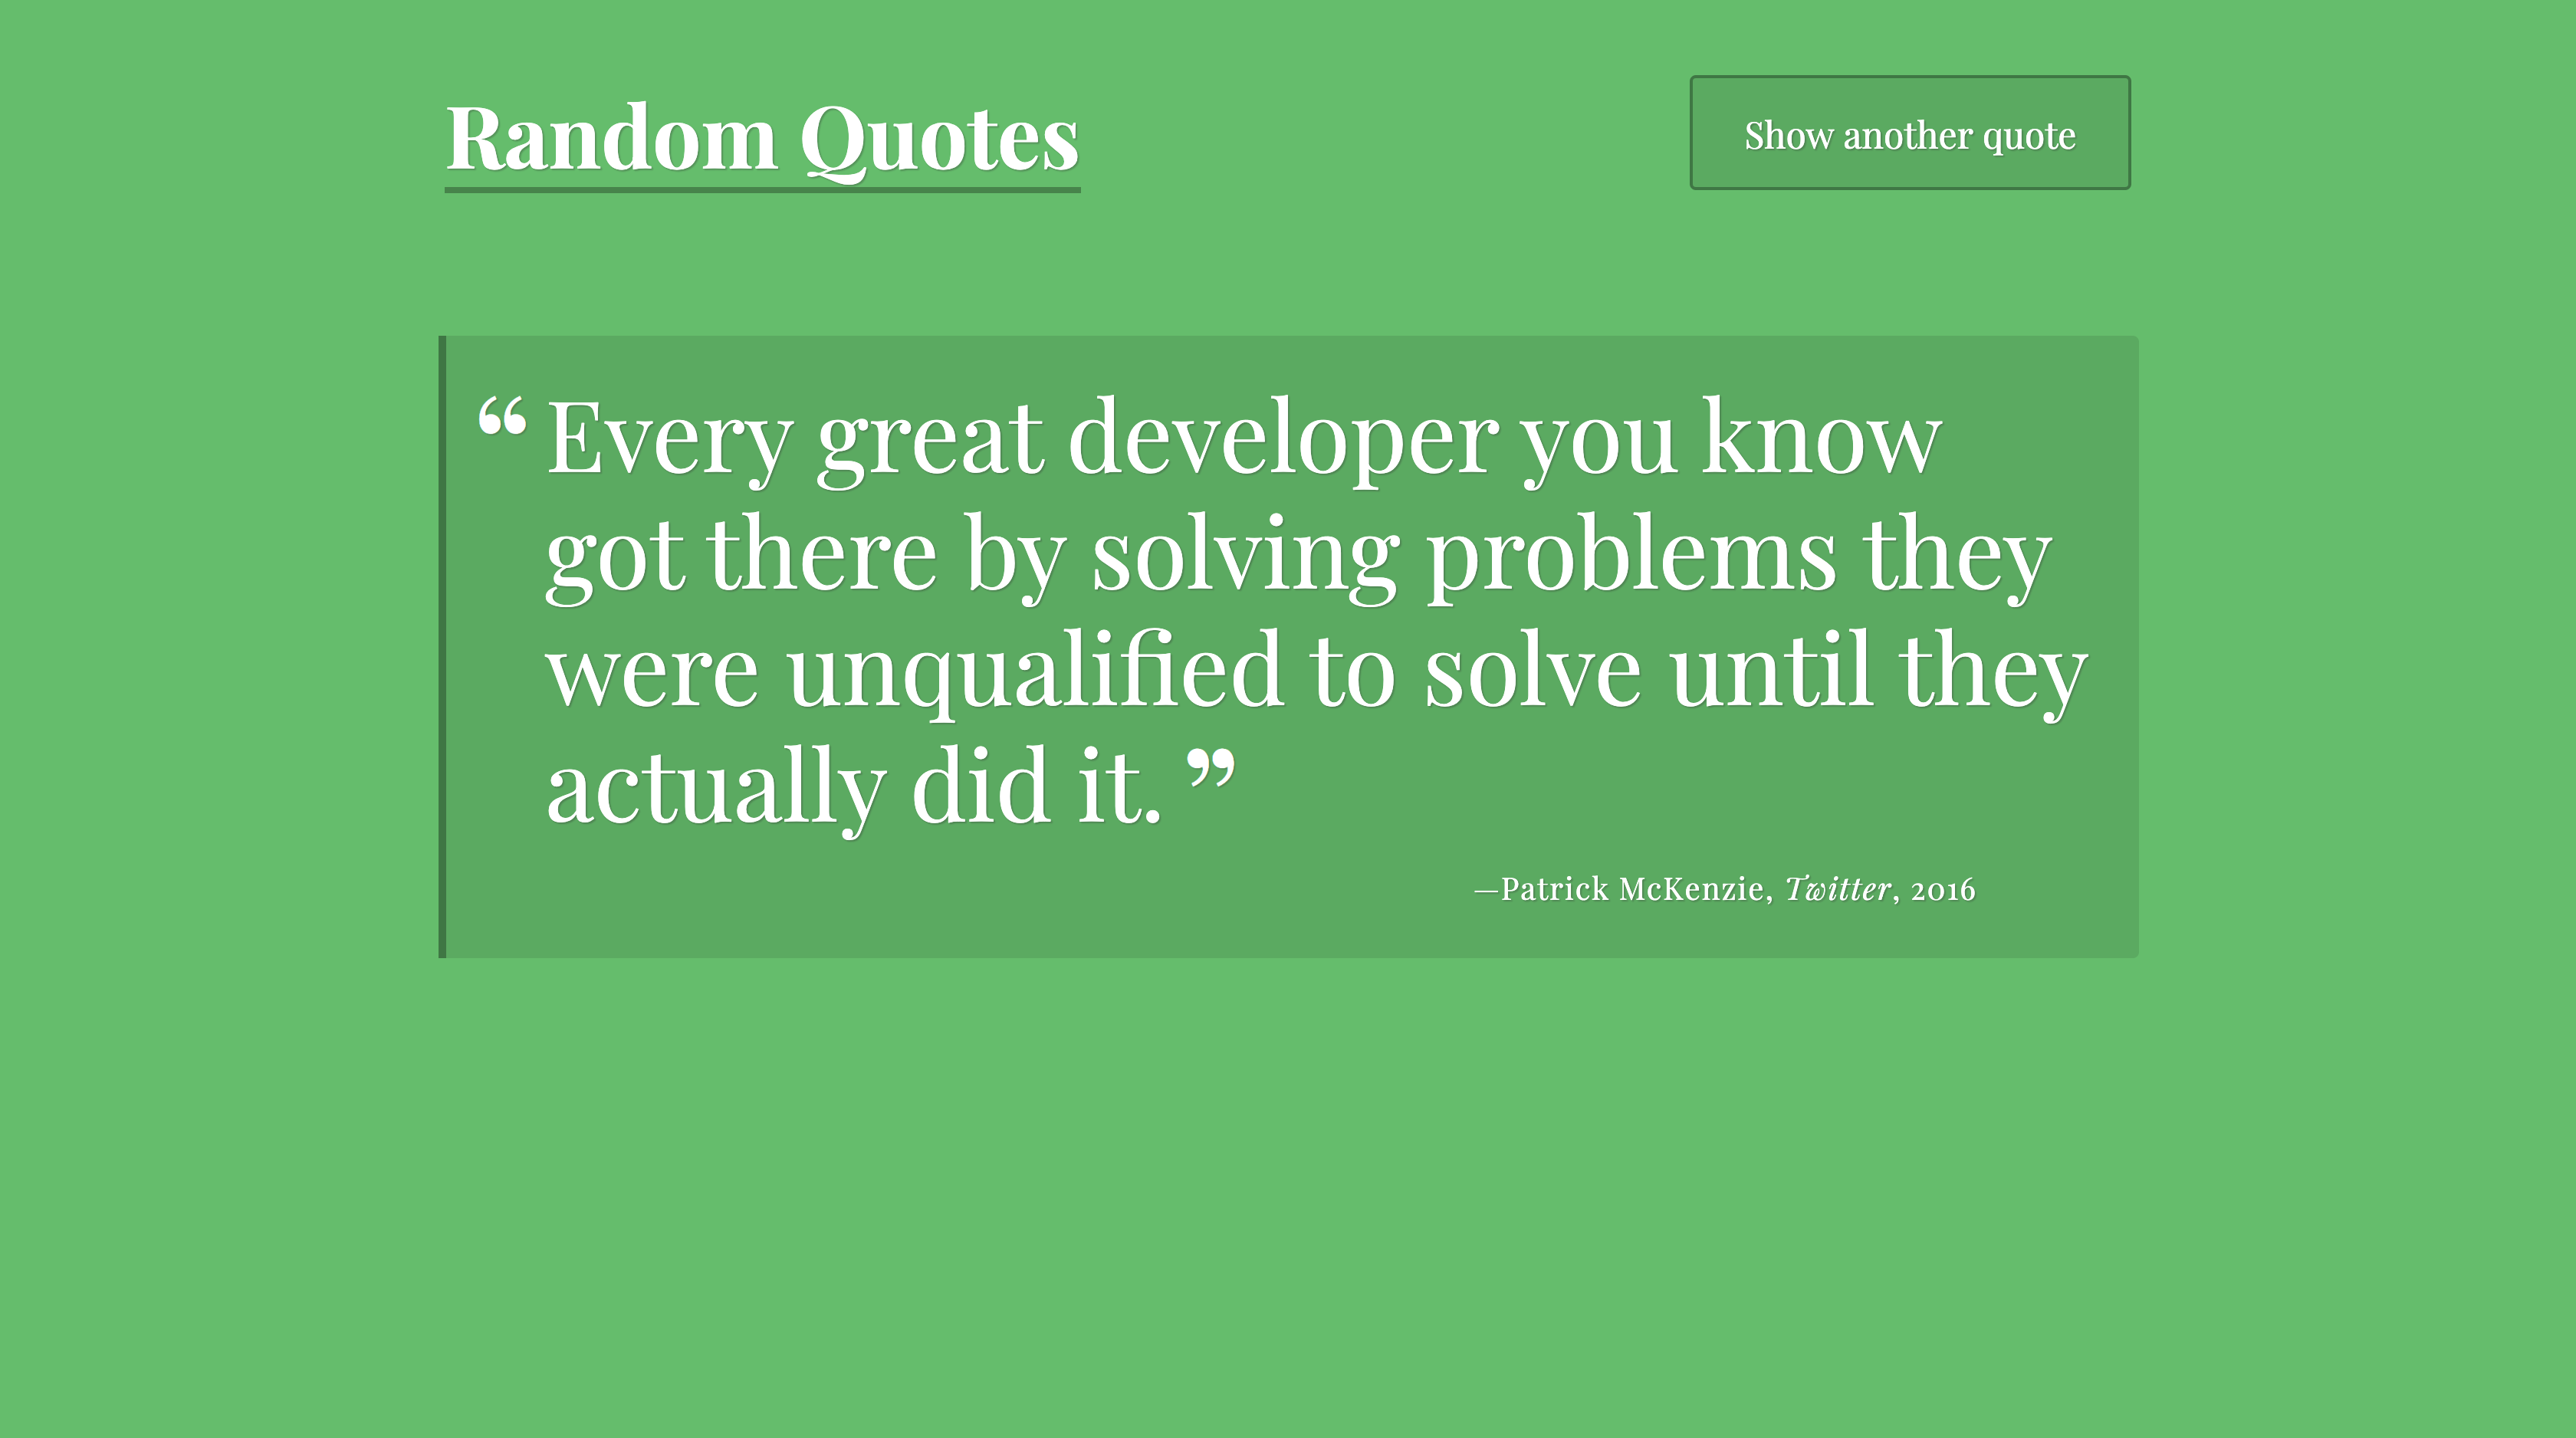 Random Quotes
Show another quote
“Every great developer you know
got there by solving problems they
were unqualified to solve until they
actually did it.”
—Patrick McKenzie, Twitter, 2016